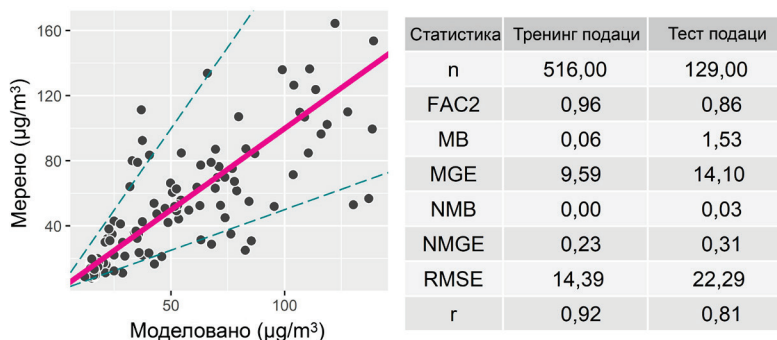 160
120
80
40
Мерено (μg/m³)
50
100
Моделовано (μg/m³)
Статистика Тренинг подаци Тест подаци
n 516,00 129,00
FAC2 0,96 0,86
MB 0,06 1,53
MGE 9,59 14,10
NMB 0,00 0,03
NMGE 0,23 0,31
RMSE 14,39 22,29
r 0,92 0,81